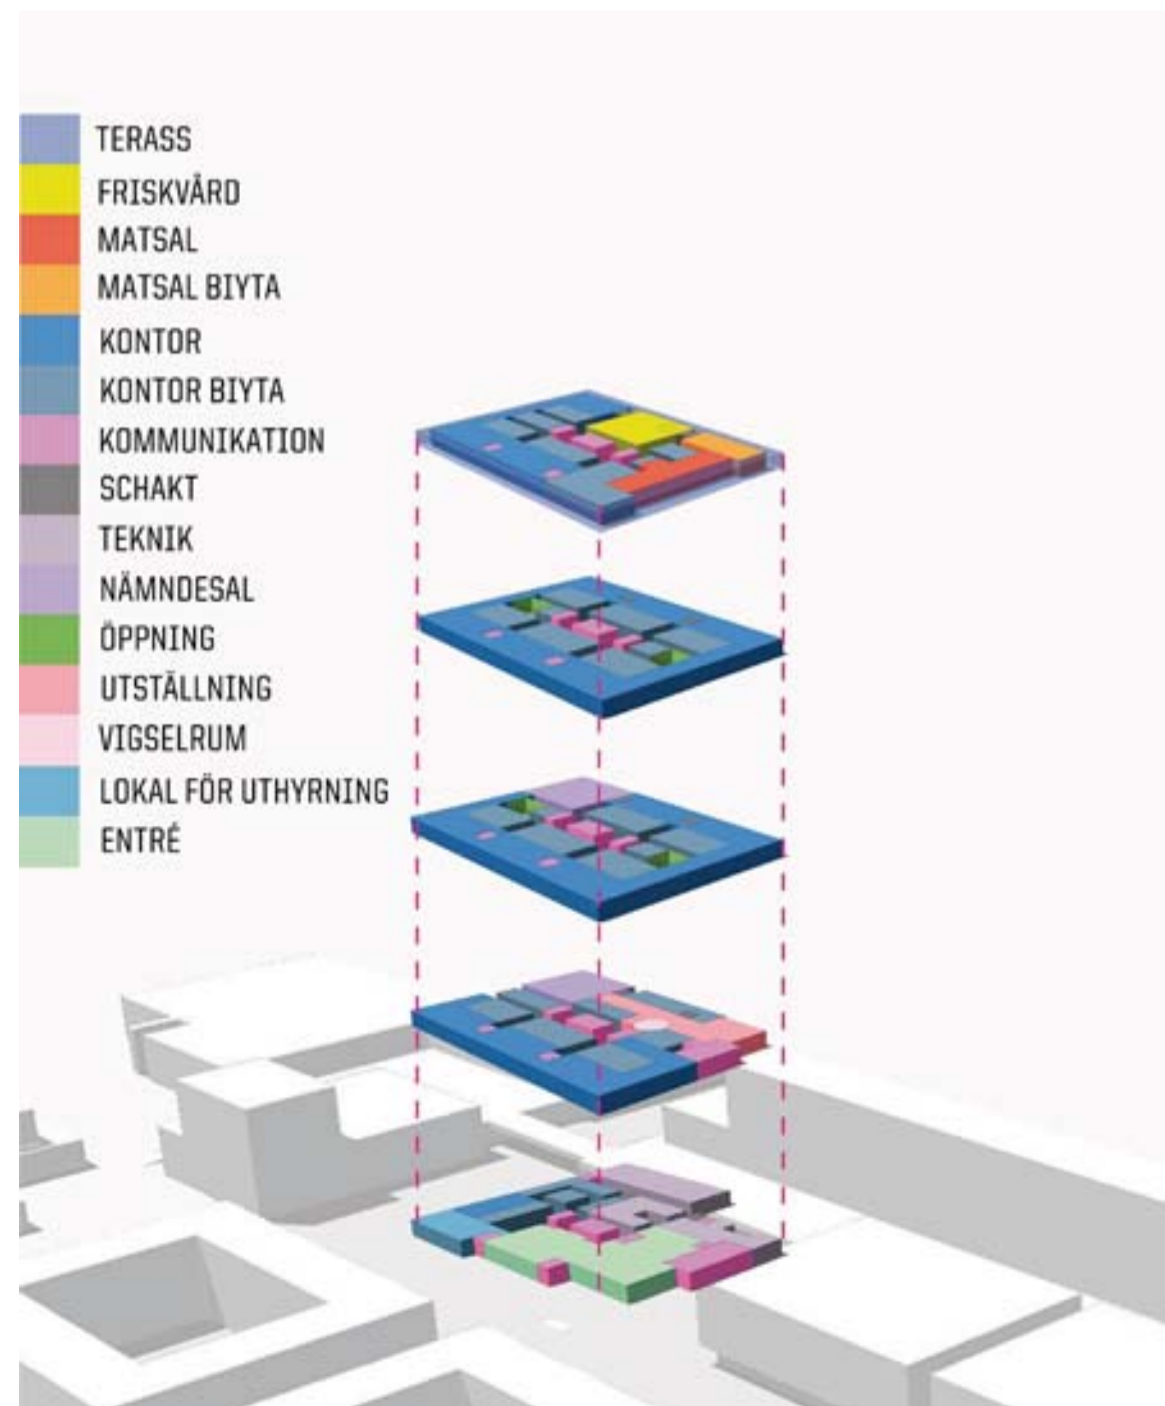 TERASS
FRISKVÅRD
MATSAL
MATSAL BIYTA
KONTOR
KONTOR BIYTA
KOMMUNIKATION
SCHAKT
TEKNIK
NÄMNDESAL
ÖPPNING
UTSTÄLLNING
VIGSELRUM
LOKAL FÖR UTHYRNING
ENTRÉ